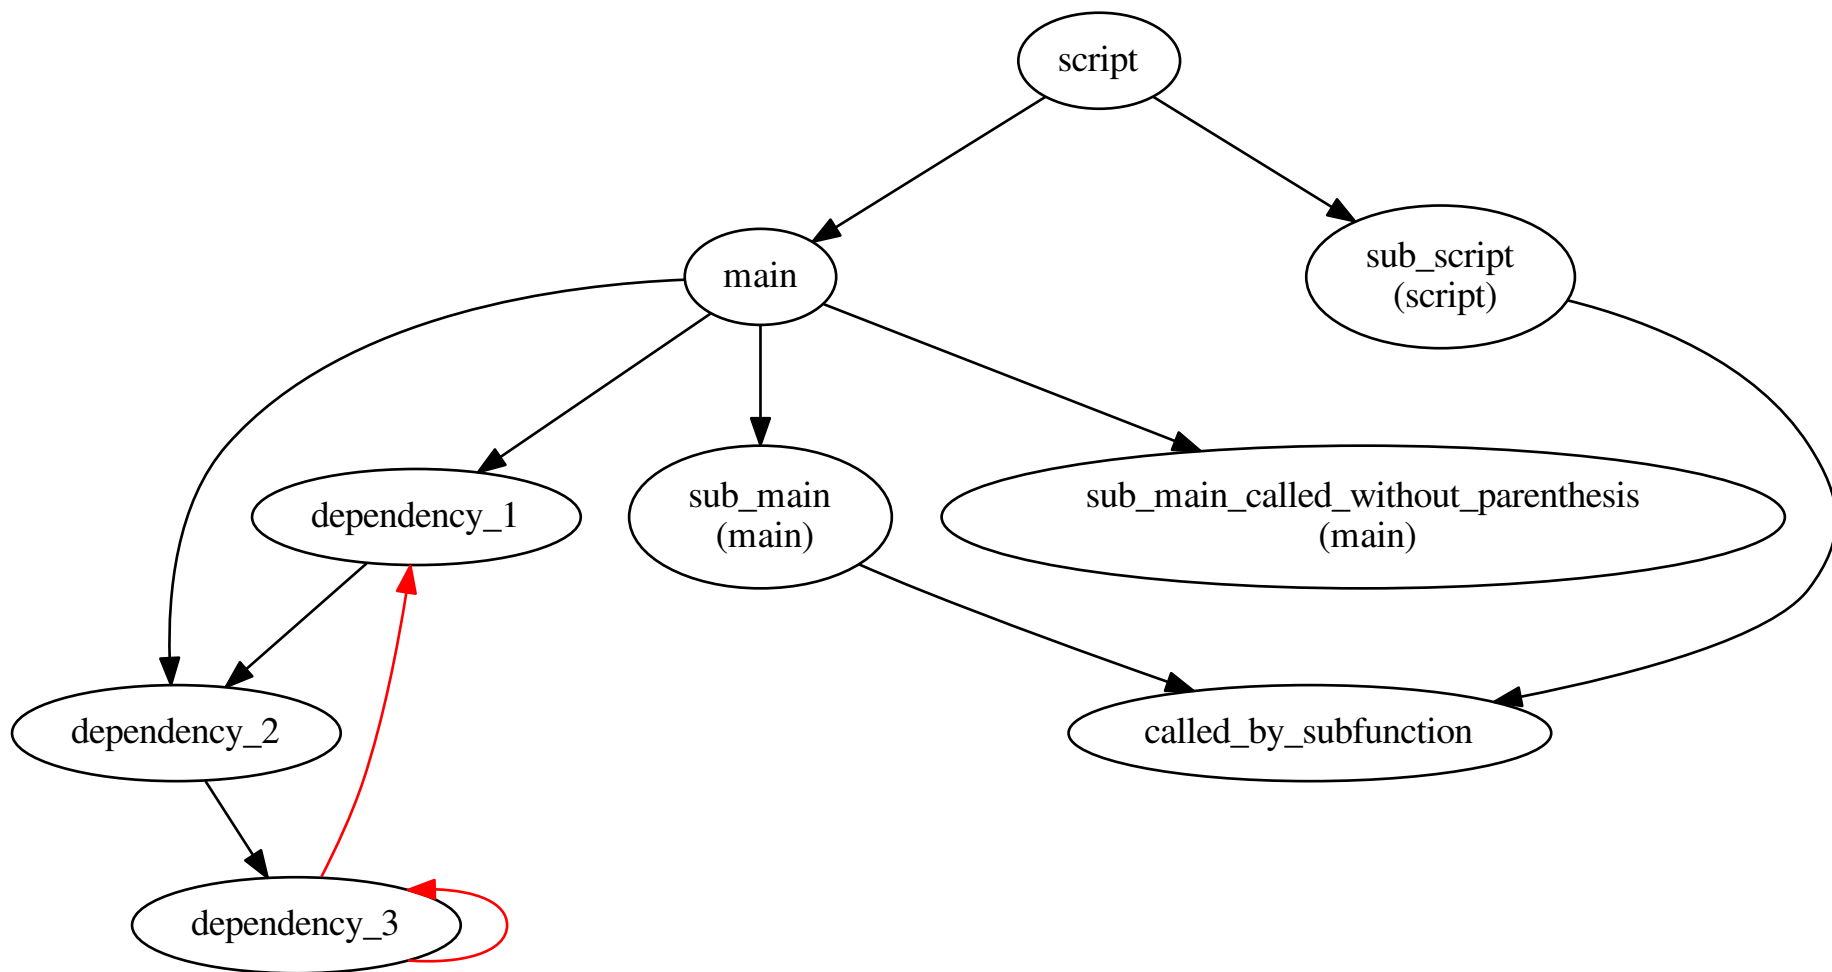 script
main
sub_script
(script)
dependency_1
sub_main
(main)
sub_main_called_without_parenthesis
(main)
dependency_2
called_by_subfunction
dependency_3